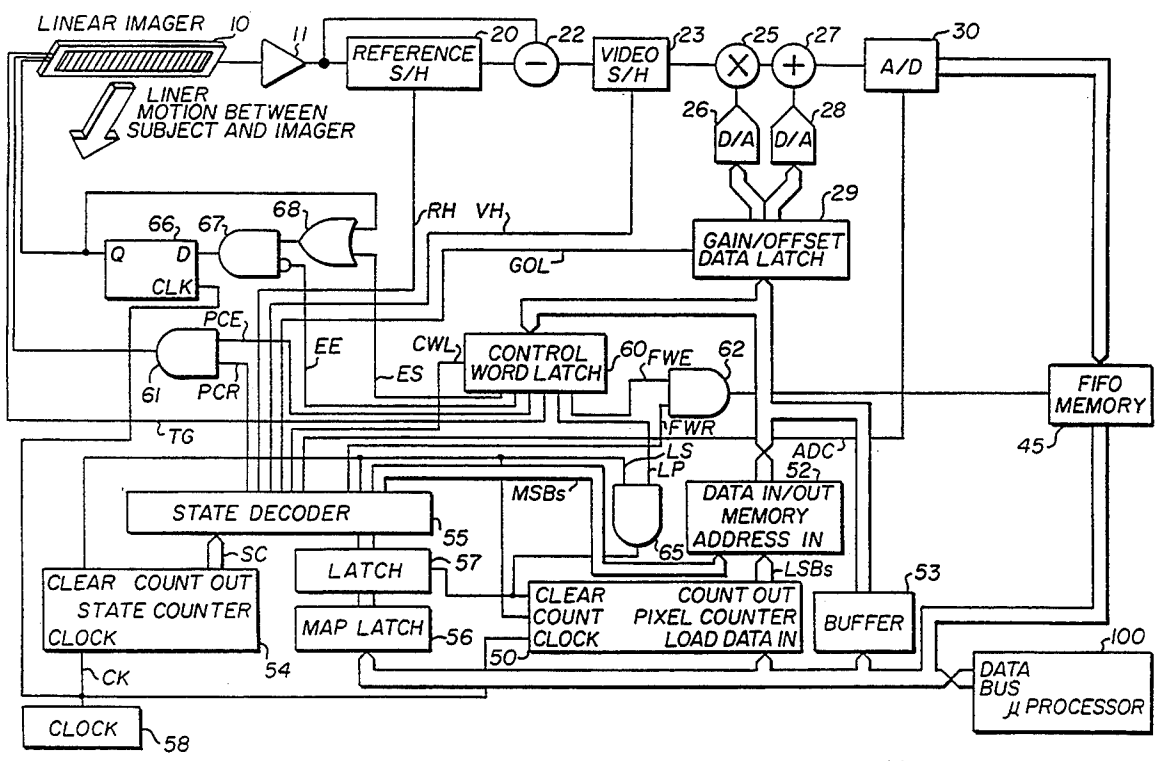 LINEAR IMAGER
10
11
20
22
23
25
27
30
REFERENCE
S/H
VIDEO
S/H
A/D
LINER
MOTION BETWEEN
SUBJECT AND IMAGER
26
28
D/A
D/A
29
68
67
66
RH
VH
GAIN/OFFSET
DATA LATCH
GOL
Q
D
CLK
PCE
EE
CWL
CONTROL
WORD LATCH
60
FWE
62
FIFO
MEMORY
61
PCR
ES
FWR
TG
LS
LP
ADC
45
52
MSBs
STATE DECODER
55
DATA IN/OUT
MEMORY
ADDRESS IN
SC
65
57
LATCH
LSBs
53
CLEAR COUNT OUT
STATE COUNTER
CLOCK
CLEAR COUNT OUT
COUNT PIXEL COUNTER
CLOCK LOAD DATA IN
BUFFER
MAP LATCH
56
54
50
100
CK
DATA
BUS
μ PROCESSOR
CLOCK
58